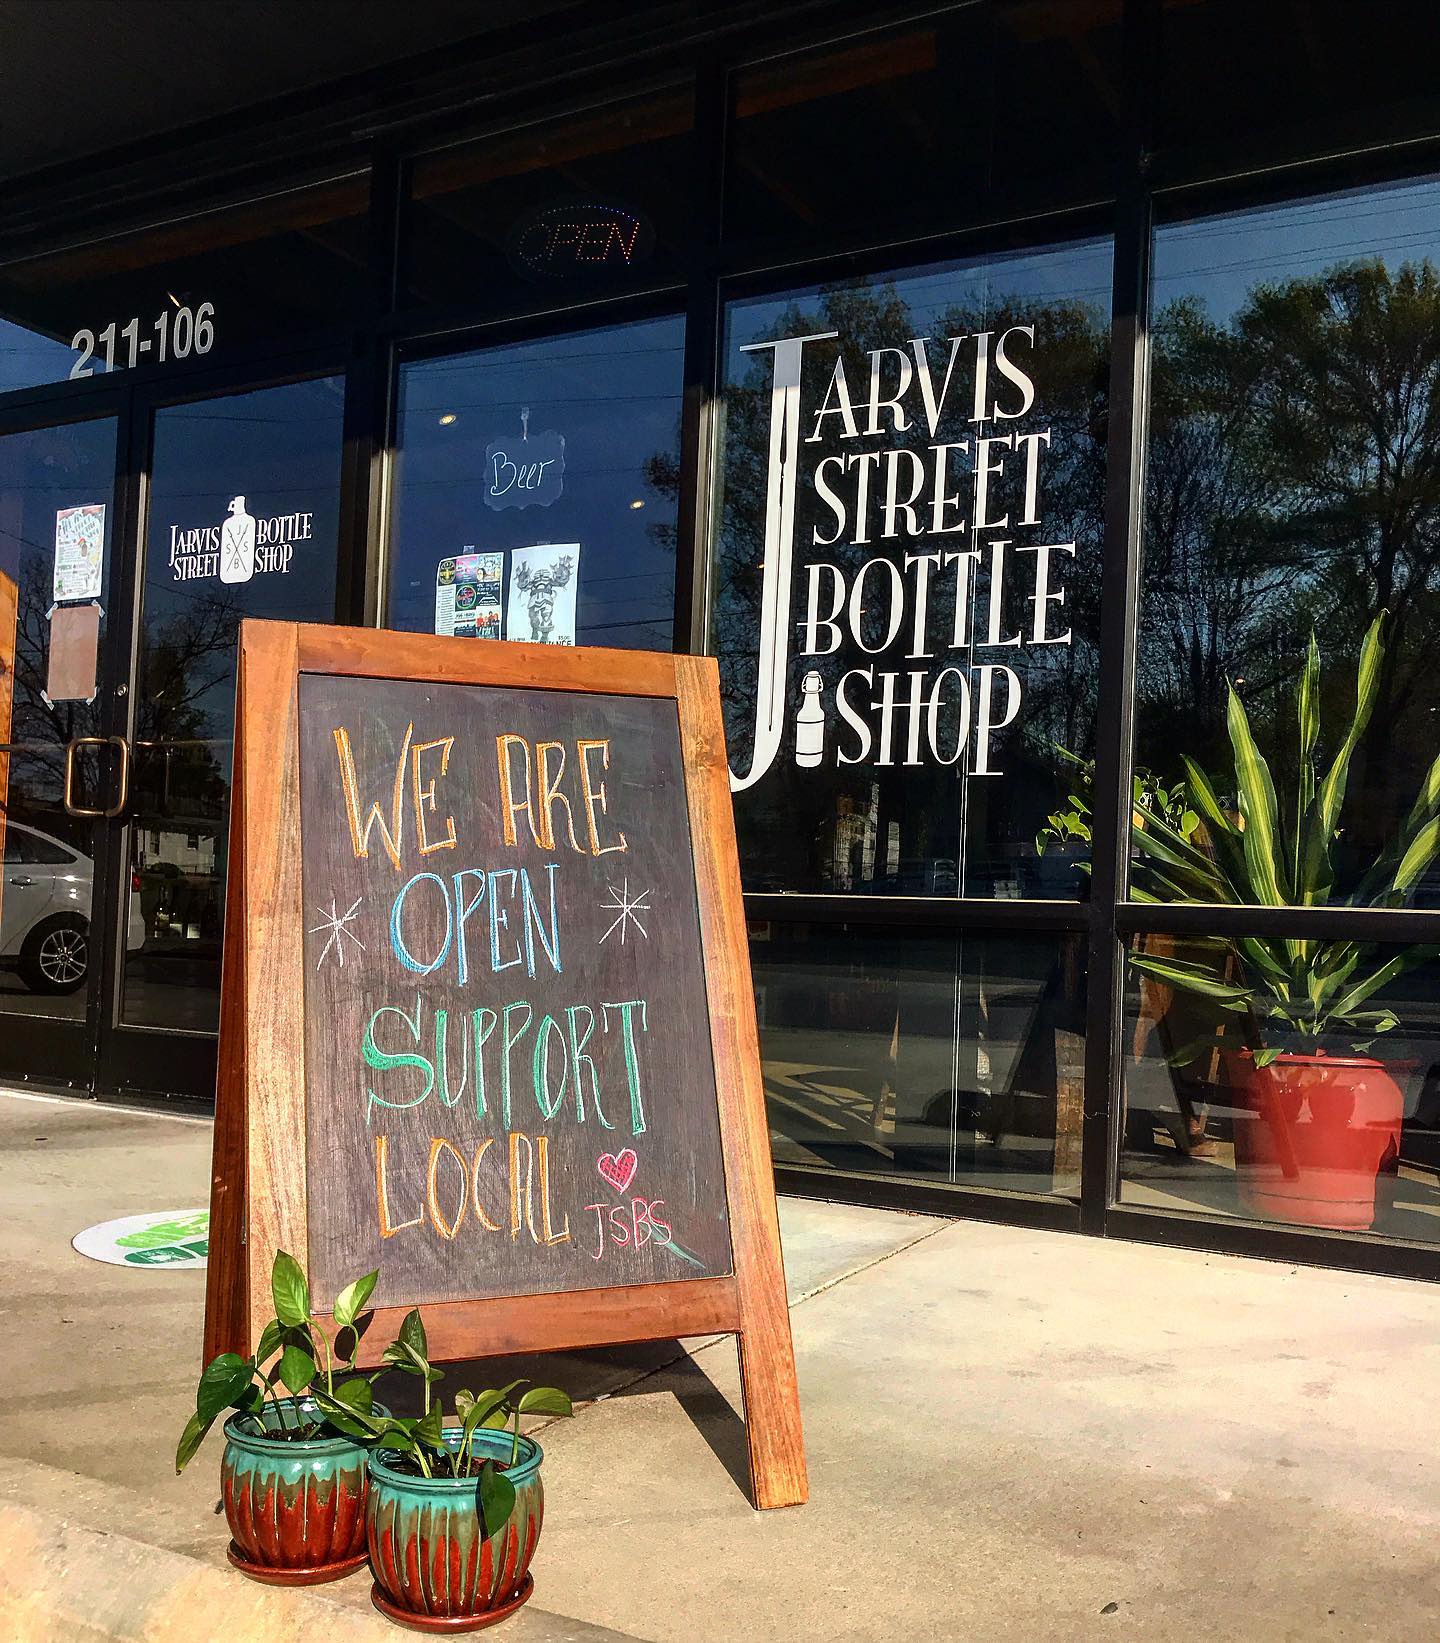 OPEN
211-106
JARVIS
STREET
BOTTLE
SHOP
Beer
JARVIS
STREET
BOTTLE
SHOP
J
S S
B
WE ARE
OPEN
SUPPORT
LOCAL
JSBS